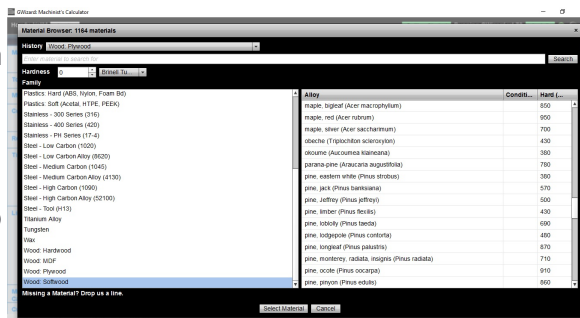 GWizard: Machinist's Calculator
Material Browser: 1164 materials
History Wood: Plywood
Enter material to search for Search
Hardness 0 Brinell Tu...
Family
Plastics: Hard (ABS, Nylon, Foam Bd)
Plastics: Soft (Acetal, HTPE, PEEK)
Stainless - 300 Series (316)
Stainless - 400 Series (420)
Stainless - PH Series (17-4)
Steel - Low Carbon (1020)
Steel - Low Carbon Alloy (8620)
Steel - Medium Carbon (1045)
Steel - Medium Carbon Alloy (4130)
Steel - High Carbon (1090)
Steel - High Carbon Alloy (52100)
Steel - Tool (H13)
Titanium Alloy
Tungsten
Wax
Wood: Hardwood
Wood: MDF
Wood: Plywood
Wood: Softwood
Alloy Conditi... Hard (...
maple, bigleaf (Acer macrophyllum) 850
maple, red (Acer rubrum) 950
maple, silver (Acer saccharinum) 700
obeche (Triplochiton scleroxylon) 430
okoume (Aucoumea klaineana) 380
parana-pine (Araucaria augustifolia) 780
pine, eastern white (Pinus strobus) 380
pine, jack (Pinus banksiana) 570
pine, Jeffrey (Pinus jeffreyi) 500
pine, limber (Pinus flexilis) 430
pine, loblolly (Pinus taeda) 690
pine, lodgepole (Pinus contorta) 480
pine, longleaf (Pinus palustris) 870
pine, monterey, radiata, insignis (Pinus radiata) 710
pine, ocote (Pinus oocarpa) 910
pine, pinyon (Pinus edulis) 860
Missing a Material? Drop us a line.
Select Material Cancel